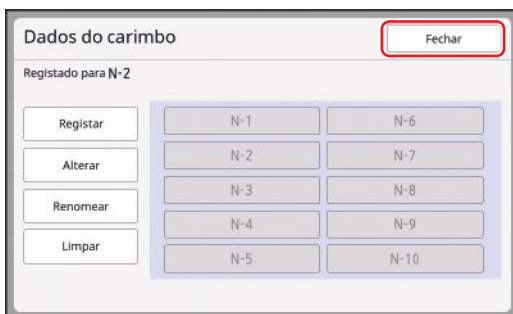 Dados do carimbo
Fechar
Registado para N-2
Registar
Alterar
Renomear
Limpar
N-1
N-6
N-2
N-7
N-3
N-8
N-4
N-9
N-5
N-10